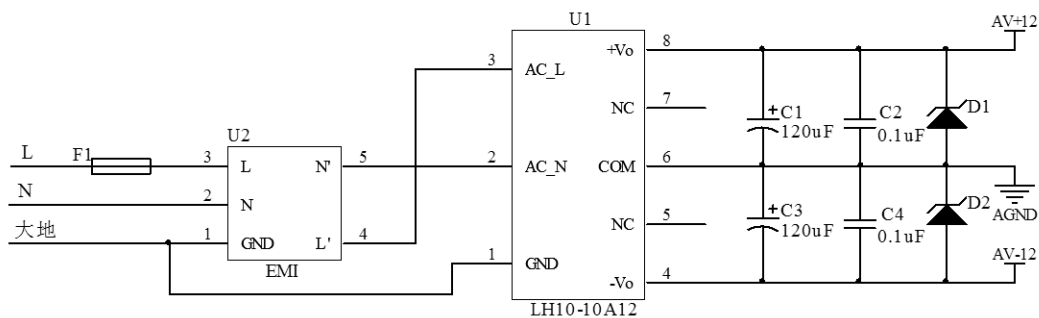 U1
AV+12
+Vo
8
3
AC_L
NC
7
D1
C1
120uF
C2
0.1uF
U2
L
F1
3
L
N'
5
2
AC_N
COM
6
N
2
N
D2
AGND
NC
5
C3
120uF
C4
0.1uF
大地
1
GND
L'
4
1
GND
AV-12
EMI
-Vo
4
LH10-10A12